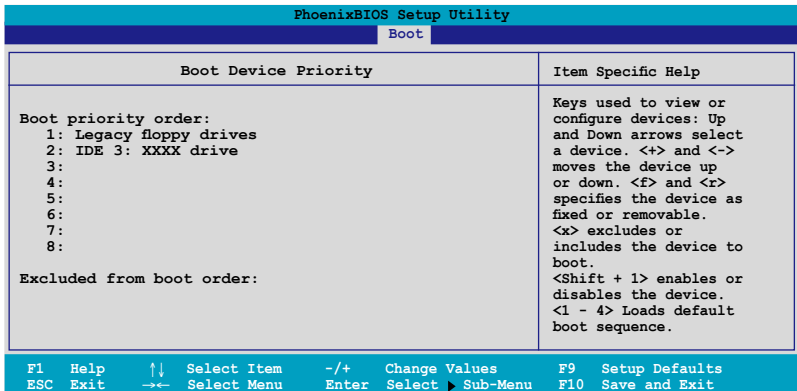 PhoenixBIOS Setup Utility
Boot
Boot Device Priority
Boot priority order:
1: Legacy floppy drives
2: IDE 3: XXXX drive
3:
4:
5:
6:
7:
8:
Excluded from boot order:
Item Specific Help
Keys used to view or
configure devices: Up
and Down arrows select
a device. <+> and <->
moves the device up
or down. <f> and <r>
specifies the device as
fixed or removable.
<x> excludes or
includes the device to
boot.
<Shift + 1> enables or
disables the device.
<1 - 4> Loads default
boot sequence.
F1 Help ↑↓ Select Item -/+ Change Values F9 Setup Defaults
ESC Exit →← Select Menu Enter Select ▶ Sub-Menu F10 Save and Exit